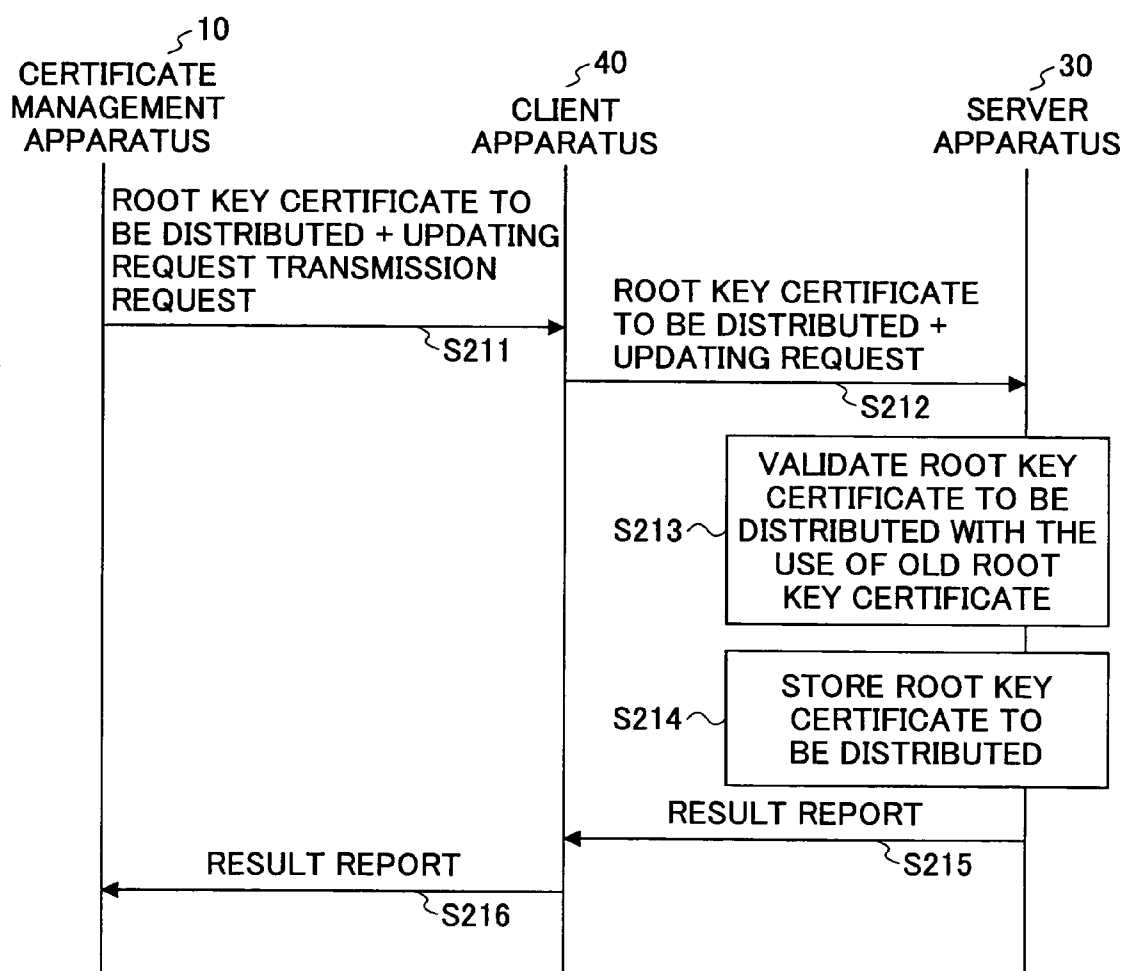 10
CERTIFICATE
MANAGEMENT
APPARATUS
40
CLIENT
APPARATUS
30
SERVER
APPARATUS
ROOT KEY CERTIFICATE TO
BE DISTRIBUTED + UPDATING
REQUEST TRANSMISSION
REQUEST
S211
ROOT KEY CERTIFICATE
TO BE DISTRIBUTED +
UPDATING REQUEST
S212
VALIDATE ROOT KEY
CERTIFICATE TO BE
DISTRIBUTED WITH THE
USE OF OLD ROOT
KEY CERTIFICATE
S213
STORE ROOT KEY
CERTIFICATE TO
BE DISTRIBUTED
S214
RESULT REPORT
S215
RESULT REPORT
S216